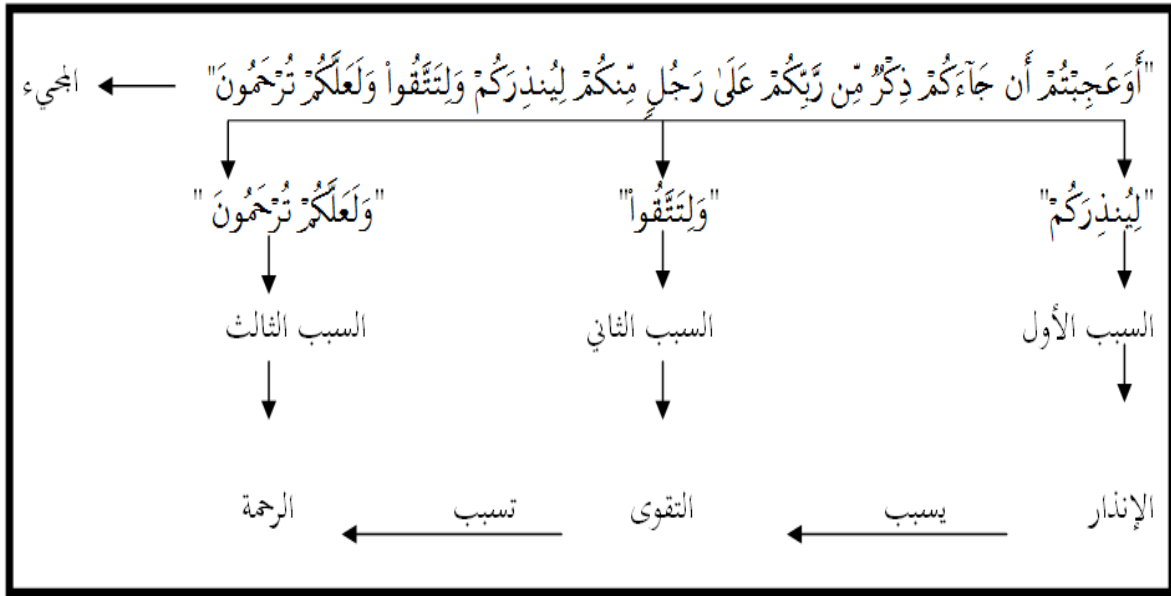 "أَوَعَجِبْتُمْ أَن جَآءَكُمْ ذِكْرٌ مِّن رَّبِّكُمْ عَلَىٰ رَجُلٍ مِّنكُمْ لِيُنذِرَكُمْ وَلِتَتَّقُوا۟ وَلَعَلَّكُمْ تُرْحَمُونَ" المجيء
"لِيُنذِرَكُمْ" "وَلِتَتَّقُوا۟" "وَلَعَلَّكُمْ تُرْحَمُونَ "
السبب الأول السبب الثاني السبب الثالث
الإنذار يسبب التقوى تسبب الرحمة